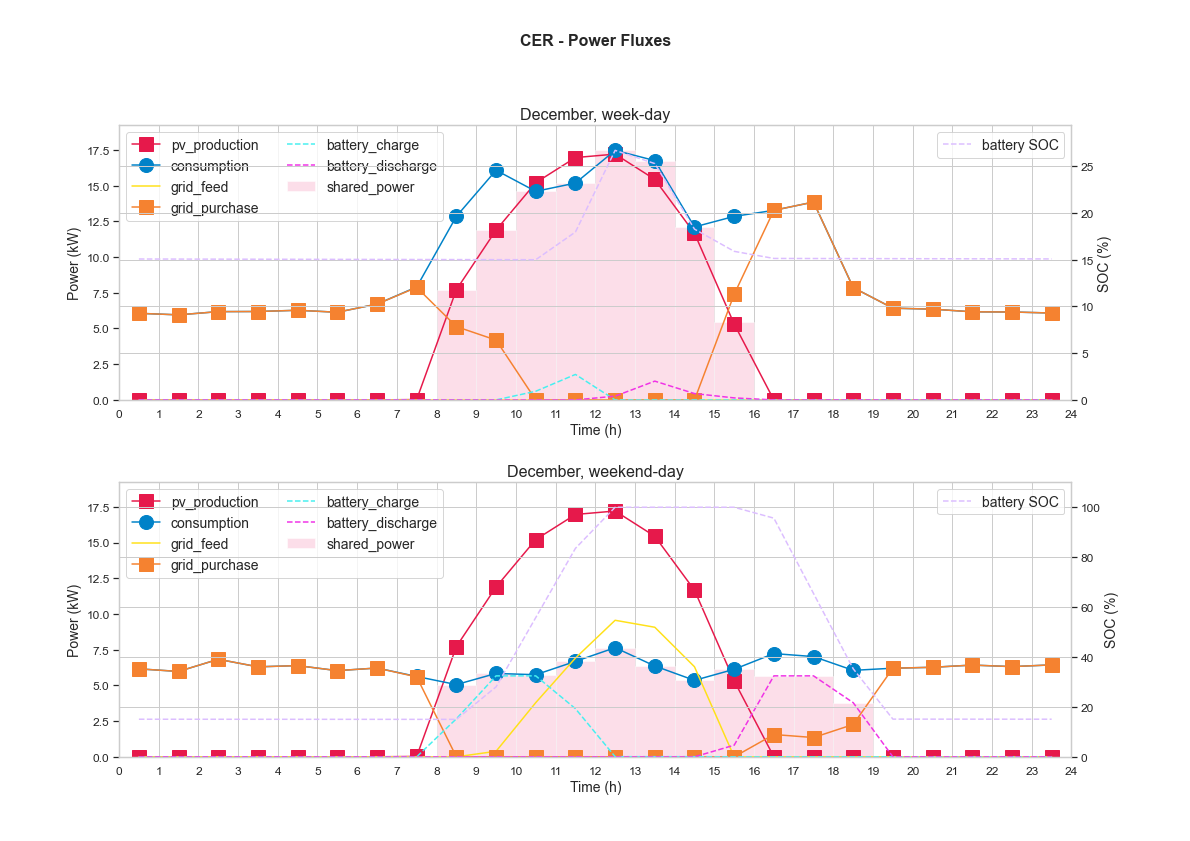 CER - Power Fluxes
December, week-day
pv_production
consumption
grid_feed
grid_purchase
battery_charge
battery_discharge
shared_power
battery SOC
17.5
15.0
12.5
10.0
7.5
5.0
2.5
0.0
Power (kW)
25
20
15
10
5
0
SOC (%)
0 1 2 3 4 5 6 7 8 9 10 11 12 13 14 15 16 17 18 19 20 21 22 23 24
Time (h)
December, weekend-day
pv_production
consumption
grid_feed
grid_purchase
battery_charge
battery_discharge
shared_power
battery SOC
17.5
15.0
12.5
10.0
7.5
5.0
2.5
0.0
Power (kW)
100
80
60
40
20
0
SOC (%)
0 1 2 3 4 5 6 7 8 9 10 11 12 13 14 15 16 17 18 19 20 21 22 23 24
Time (h)